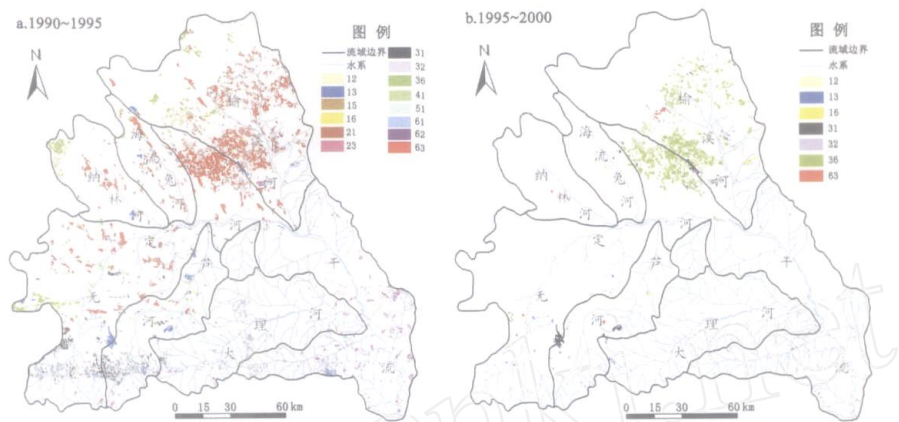 a.1990~1995
N
图 例
流域边界
水系
12
13
15
16
21
23
31
32
36
41
51
61
62
63
榆
溪
河
海
流
兔
河
纳
林
河
无
定
河
干
流
芦
河
大
理
河
0 15 30 60 km
b.1995~2000
N
图 例
流域边界
水系
12
13
16
31
32
36
63
榆
溪
河
海
流
兔
河
纳
林
河
无
定
河
干
流
芦
河
大
理
河
0 15 30 60 km